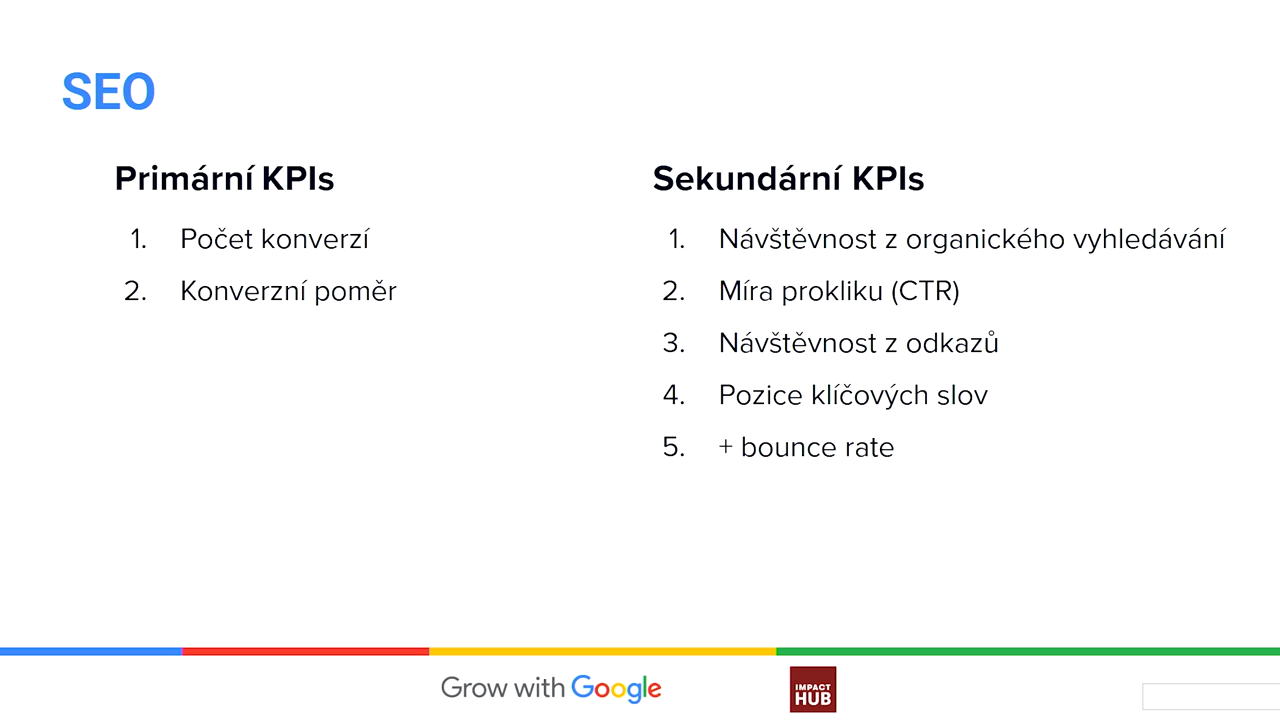 SEO
Primární KPIs
1. Počet konverzí
2. Konverzní poměr
Sekundární KPIs
1. Návštěvnost z organického vyhledávání
2. Míra prokliku (CTR)
3. Návštěvnost z odkazů
4. Pozice klíčových slov
5. + bounce rate
Grow with Google
IMPACT
HUB